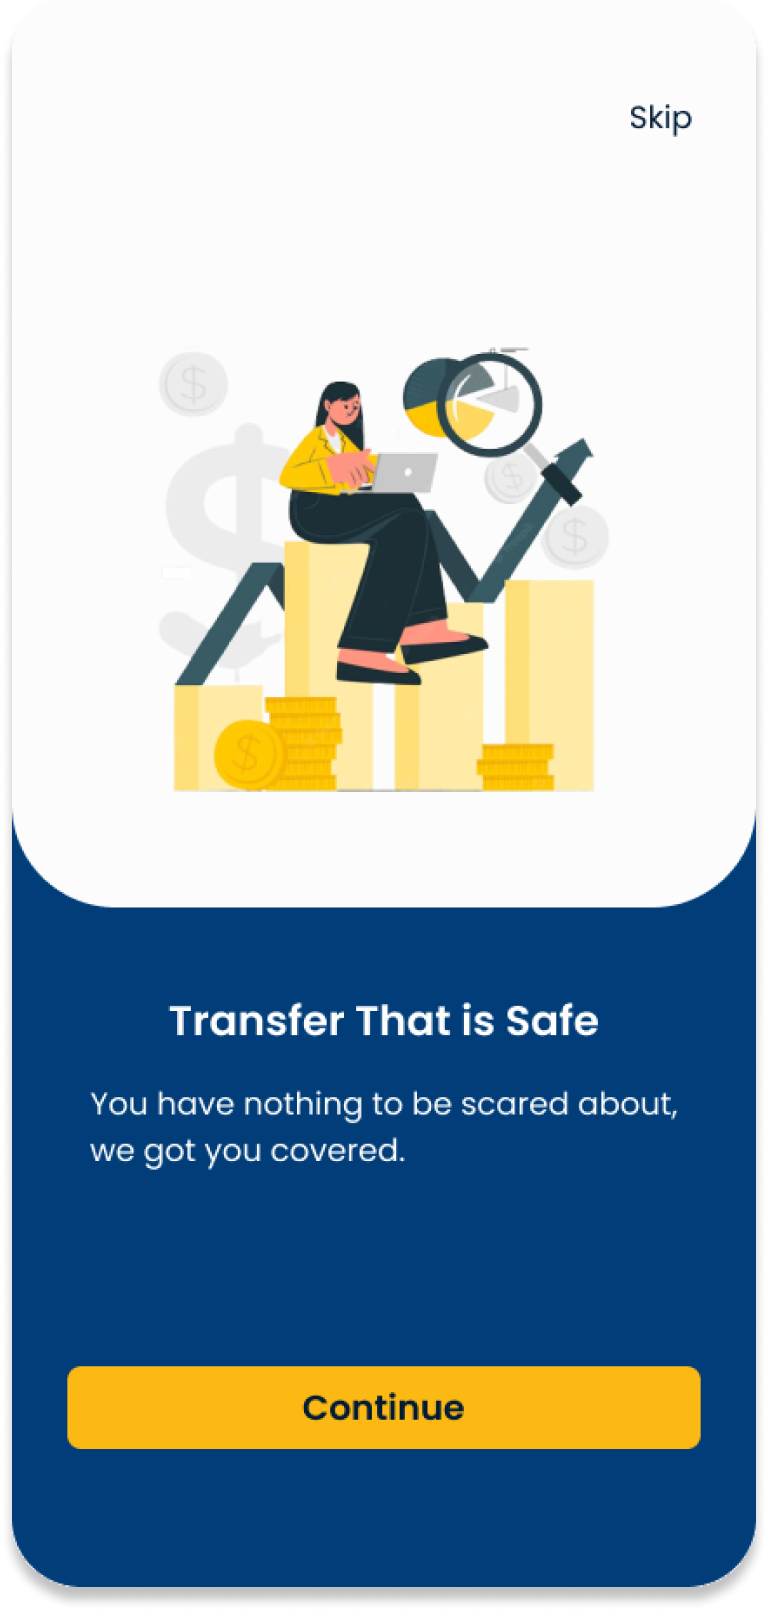 Skip
Transfer That is Safe
You have nothing to be scared about,
we got you covered.
Continue